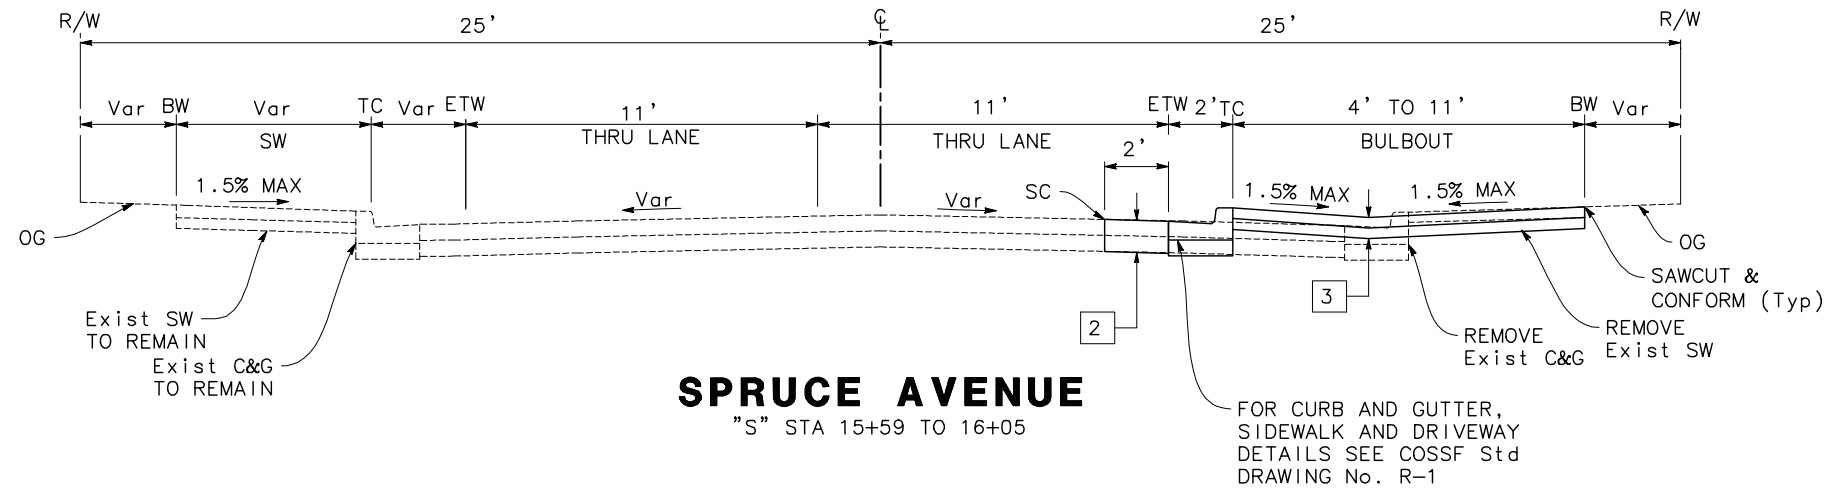 R/W
25'
℄
25'
R/W
Var
BW
Var
SW
TC
Var
ETW
11'
THRU LANE
11'
THRU LANE
ETW
2'
TC
4' TO 11'
BULBOUT
BW
Var
2'
1.5% MAX
Var
Var
SC
1.5% MAX
1.5% MAX
OG
OG
SAWCUT &
CONFORM (Typ)
Exist SW
TO REMAIN
Exist C&G
TO REMAIN
2
3
REMOVE
Exist C&G
REMOVE
Exist SW
SPRUCE AVENUE
"S" STA 15+59 TO 16+05
FOR CURB AND GUTTER,
SIDEWALK AND DRIVEWAY
DETAILS SEE COSSF Std
DRAWING No. R-1